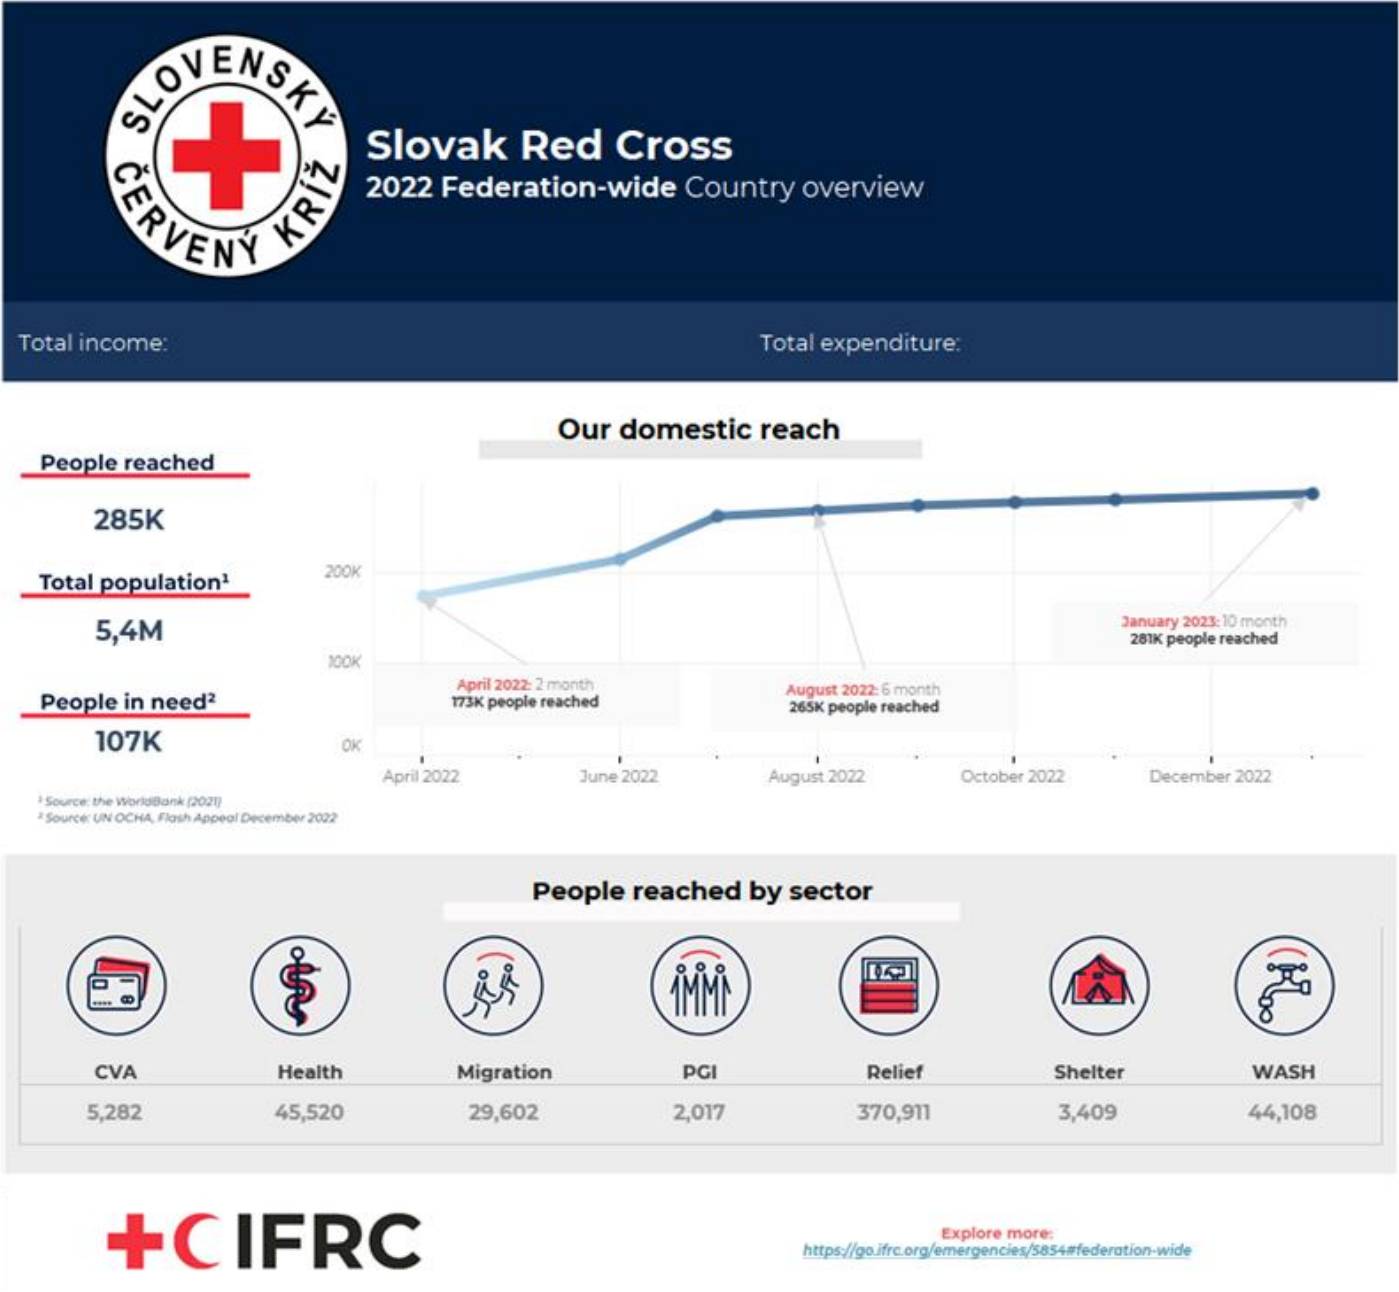 SLOVENSKÝ
ČERVENÝ KRÍŽ
Slovak Red Cross
2022 Federation-wide Country overview
Total income:
Total expenditure:
Our domestic reach
People reached
285K
Total population¹
5,4M
People in need²
107K
¹ Source: the WorldBank (2021)
² Source: UN OCHA, Flash Appeal December 2022
200K
100K
0K
April 2022: 2 month
173K people reached
August 2022: 6 month
265K people reached
January 2023: 10 month
281K people reached
April 2022
June 2022
August 2022
October 2022
December 2022
People reached by sector
CVA
Health
Migration
PGI
Relief
Shelter
WASH
5,282
45,520
29,602
2,017
370,911
3,409
44,108
IFRC
Explore more:
https://go.ifrc.org/emergencies/5854#federation-wide